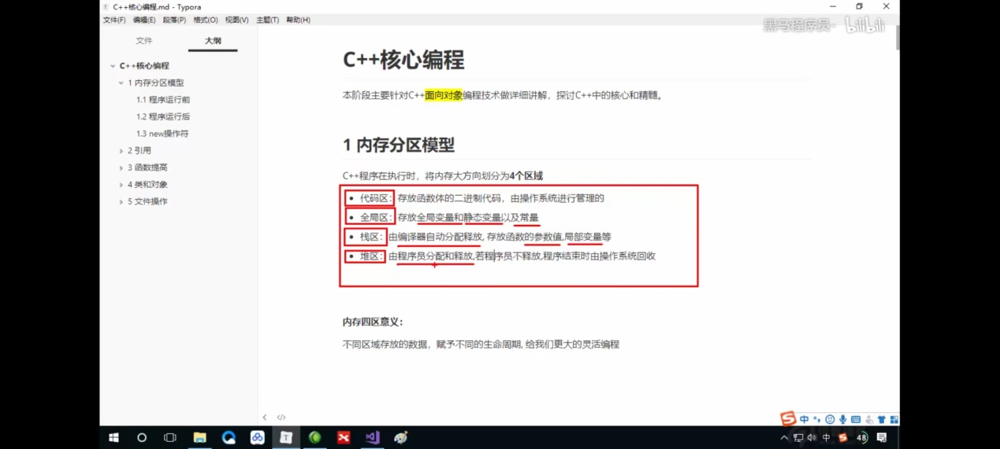 C++核心编程.md - Typora
文件(F) 编辑(E) 段落(P) 格式(O) 视图(V) 主题(T) 帮助(H)
黑马程序员- bilibili
文件 大纲
C++核心编程
1 内存分区模型
1.1 程序运行前
1.2 程序运行后
1.3 new操作符
2 引用
3 函数提高
4 类和对象
5 文件操作
C++核心编程
本阶段主要针对C++面向对象编程技术做详细讲解，探讨C++中的核心和精髓。
1 内存分区模型
C++程序在执行时，将内存大方向划分为4个区域
代码区：存放函数体的二进制代码，由操作系统进行管理的
全局区：存放全局变量和静态变量以及常量
栈区：由编译器自动分配释放, 存放函数的参数值,局部变量等
堆区：由程序员分配和释放,若程序员不释放,程序结束时由操作系统回收
内存四区意义：
不同区域存放的数据，赋予不同的生命周期, 给我们更大的灵活编程
中
中 48